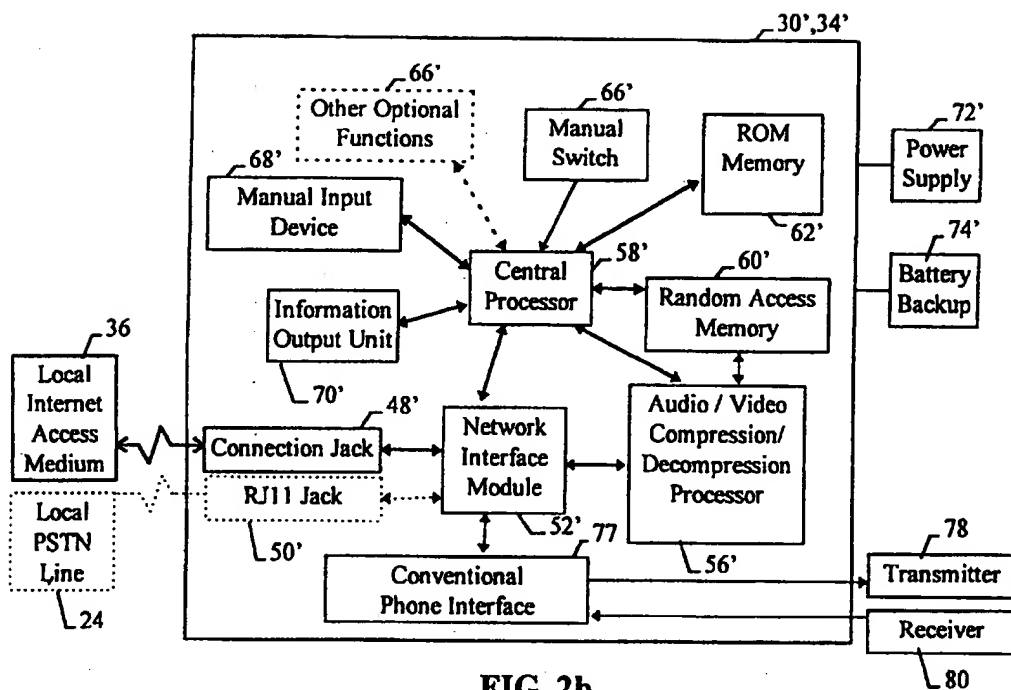 30’,34’
66’
Other Optional
Functions
66’
Manual
Switch
ROM
Memory
62’
72’
Power
Supply
68’
Manual Input
Device
58’
Central
Processor
60’
Random Access
Memory
74’
Battery
Backup
Information
Output Unit
70’
36
Local
Internet
Access
Medium
48’
Connection Jack
Network
Interface
Module
52’
Audio / Video
Compression/
Decompression
Processor
56’
RJ11 Jack
50’
Local
PSTN
Line
24
77
Conventional
Phone Interface
78
Transmitter
Receiver
80
FIG. 2b